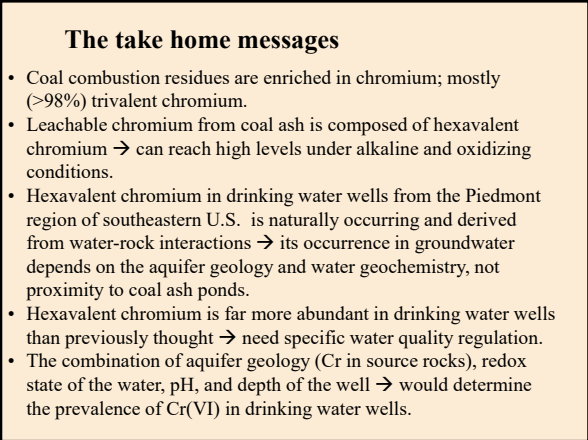 The take home messages
• Coal combustion residues are enriched in chromium; mostly
(>98%) trivalent chromium.
• Leachable chromium from coal ash is composed of hexavalent
chromium → can reach high levels under alkaline and oxidizing
conditions.
• Hexavalent chromium in drinking water wells from the Piedmont
region of southeastern U.S.  is naturally occurring and derived
from water-rock interactions → its occurrence in groundwater
depends on the aquifer geology and water geochemistry, not
proximity to coal ash ponds.
• Hexavalent chromium is far more abundant in drinking water wells
than previously thought → need specific water quality regulation.
• The combination of aquifer geology (Cr in source rocks), redox
state of the water, pH, and depth of the well → would determine
the prevalence of Cr(VI) in drinking water wells.